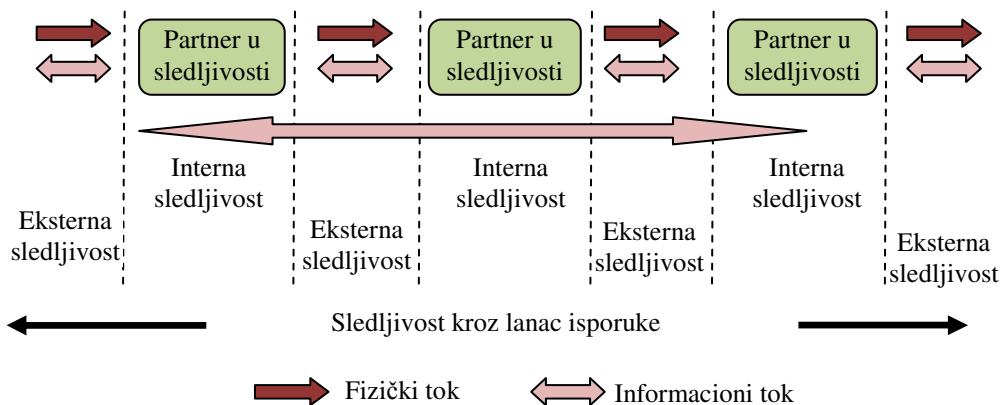 Partner u
sledljivosti
Partner u
sledljivosti
Partner u
sledljivosti
Interna
sledljivost
Interna
sledljivost
Interna
sledljivost
Eksterna
sledljivost
Eksterna
sledljivost
Eksterna
sledljivost
Eksterna
sledljivost
Sledljivost kroz lanac isporuke
Fizički tok
Informacioni tok